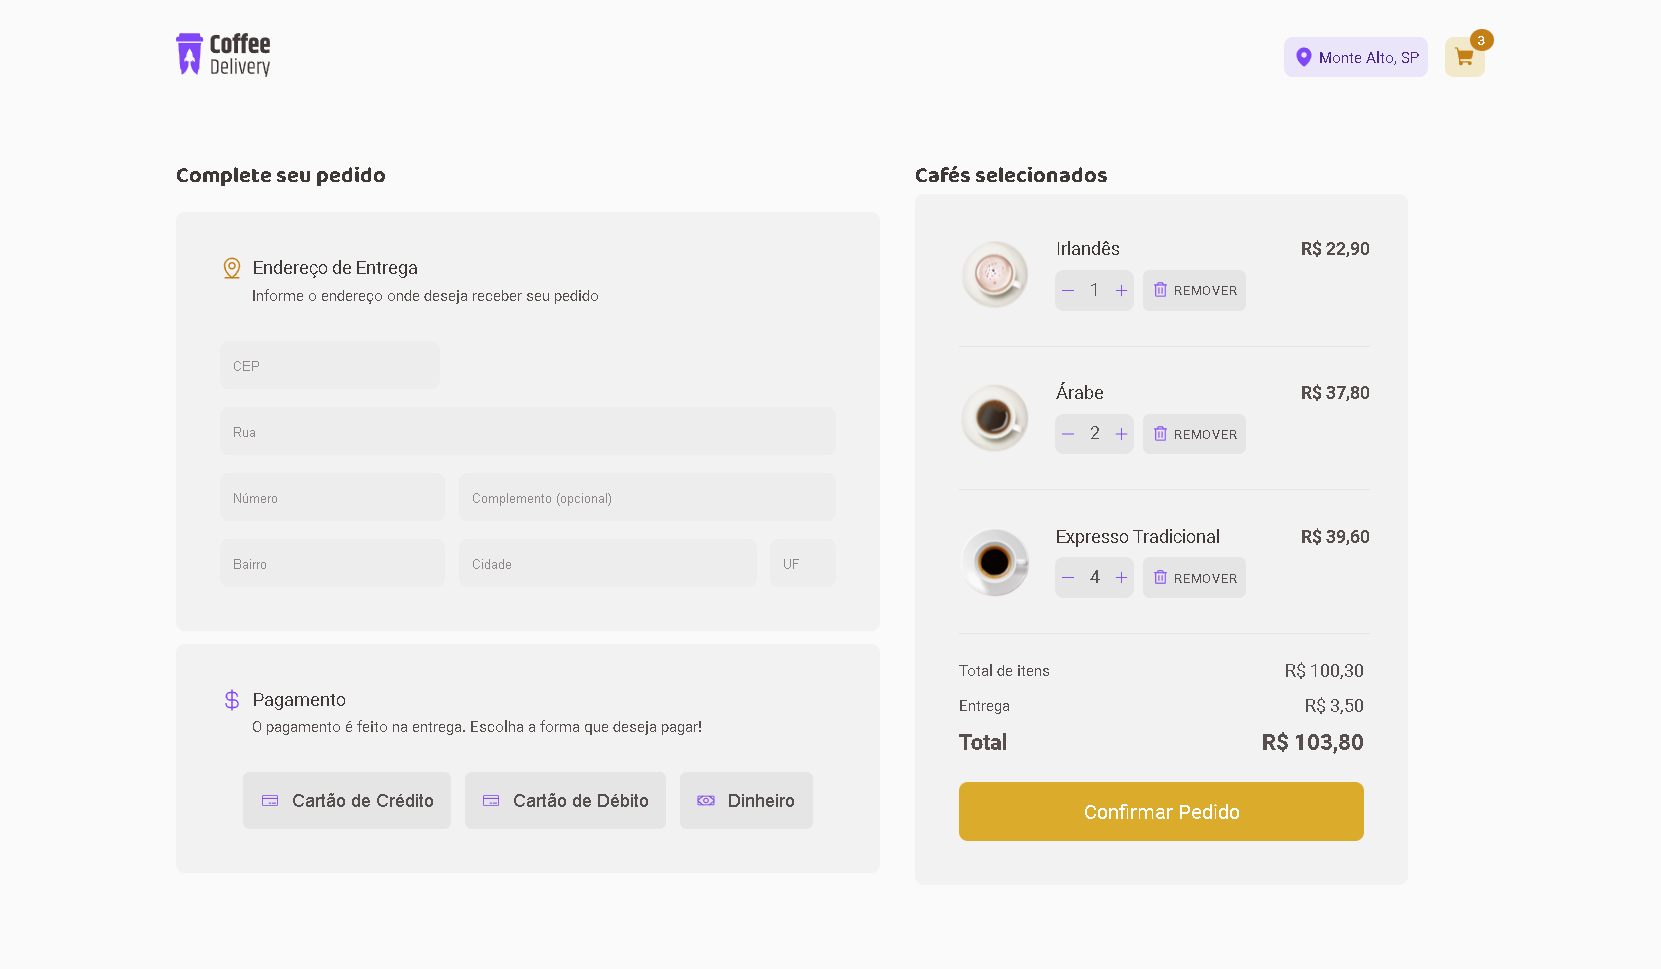 Coffee
Delivery
Monte Alto, SP
3
Complete seu pedido
Endereço de Entrega
Informe o endereço onde deseja receber seu pedido
CEP
Rua
Número
Complemento (opcional)
Bairro
Cidade
UF
Pagamento
O pagamento é feito na entrega. Escolha a forma que deseja pagar!
Cartão de Crédito
Cartão de Débito
Dinheiro
Cafés selecionados
Irlandês
R$ 22,90
1
REMOVER
Árabe
R$ 37,80
2
REMOVER
Expresso Tradicional
R$ 39,60
4
REMOVER
Total de itens
R$ 100,30
Entrega
R$ 3,50
Total
R$ 103,80
Confirmar Pedido